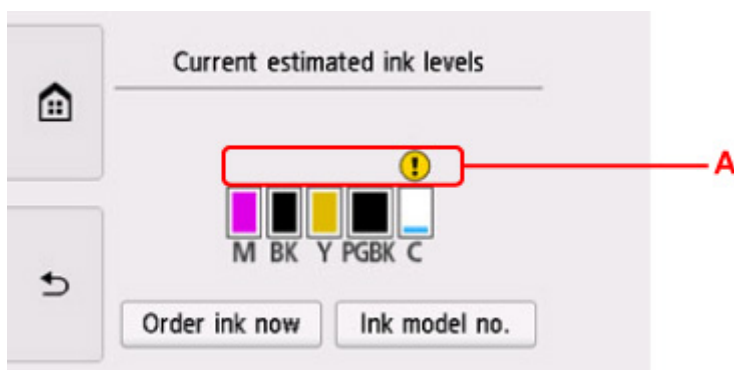 Current estimated ink levels
A
M BK Y PGBK C
Order ink now Ink model no.